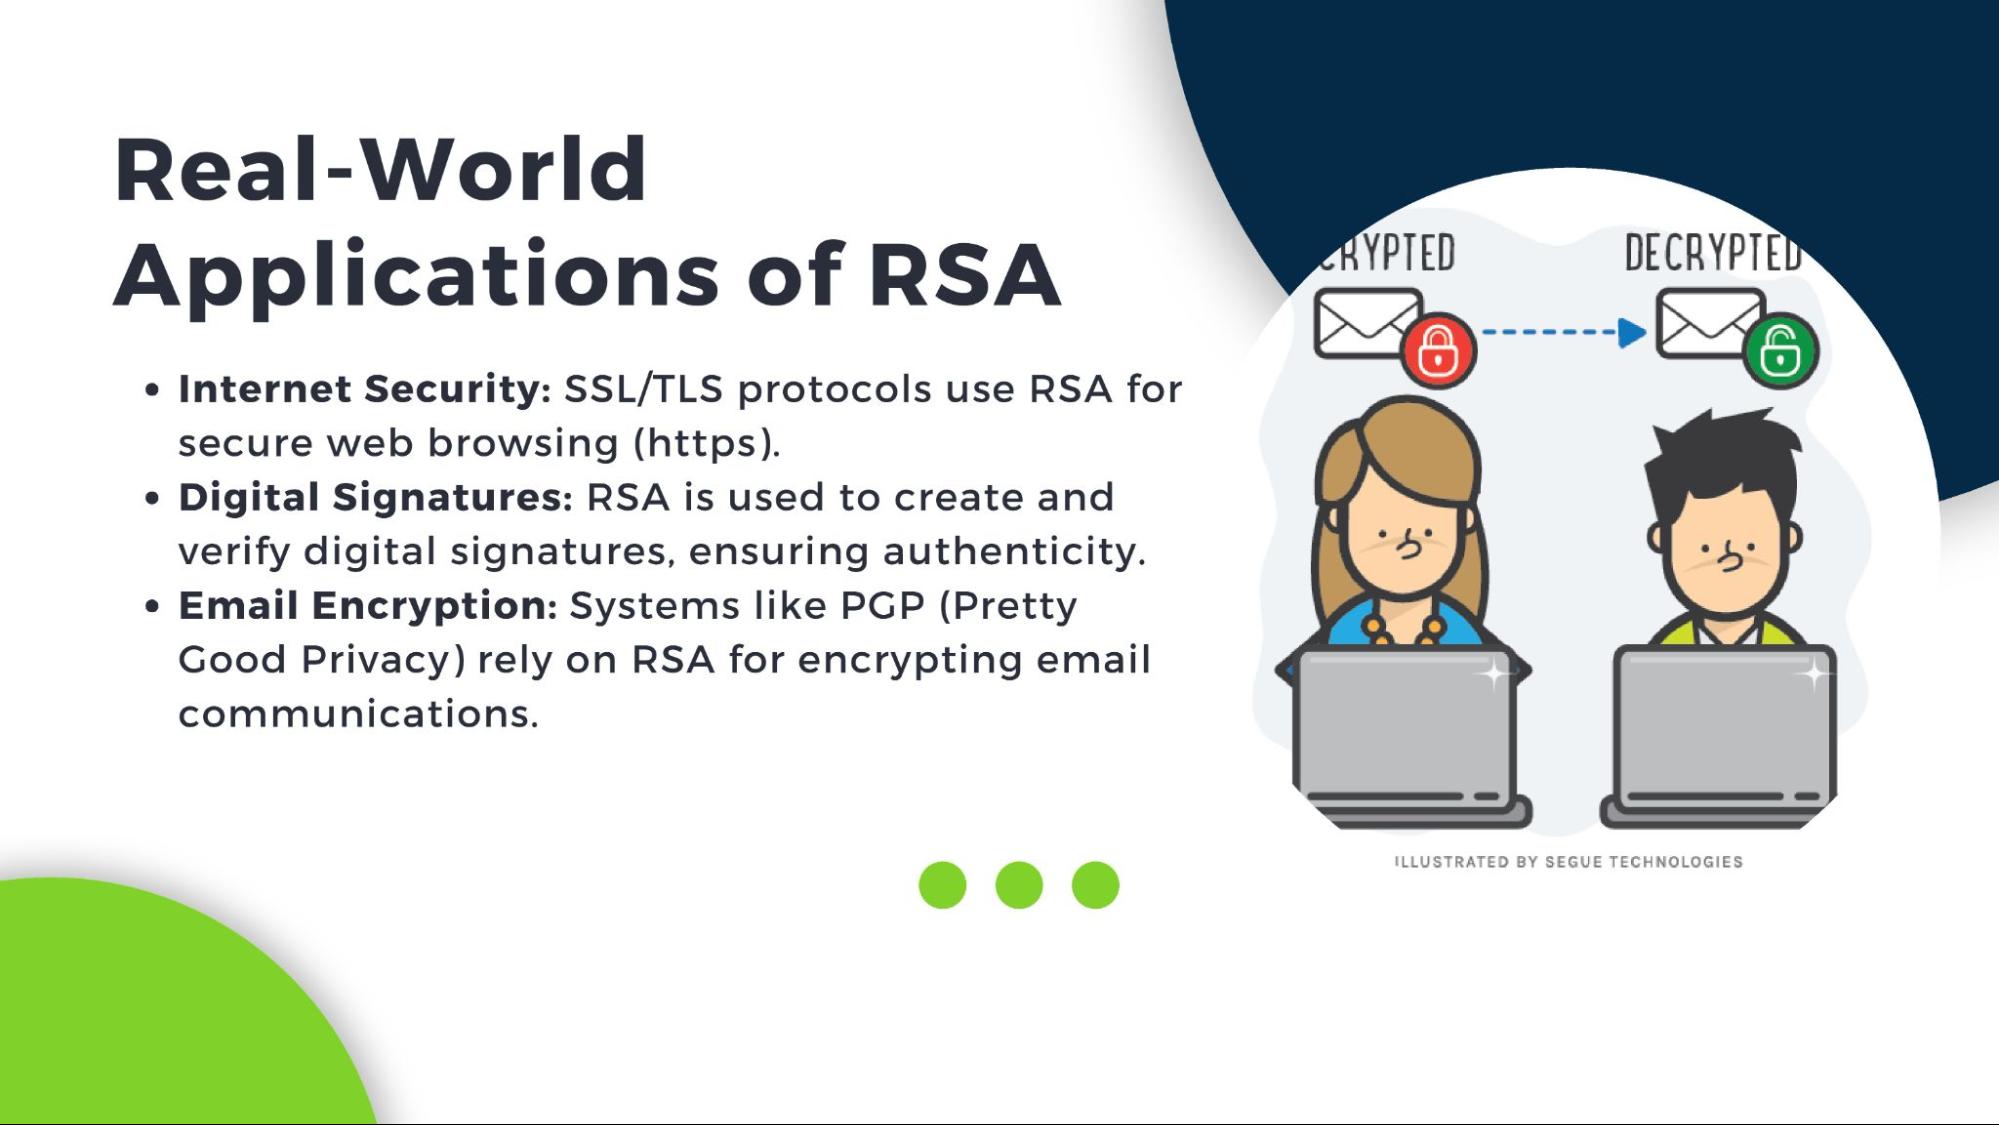 Real-World
Applications of RSA
• Internet Security: SSL/TLS protocols use RSA for
secure web browsing (https).
• Digital Signatures: RSA is used to create and
verify digital signatures, ensuring authenticity.
• Email Encryption: Systems like PGP (Pretty
Good Privacy) rely on RSA for encrypting email
communications.
CRYPTED
DECRYPTED
ILLUSTRATED BY SEGUE TECHNOLOGIES